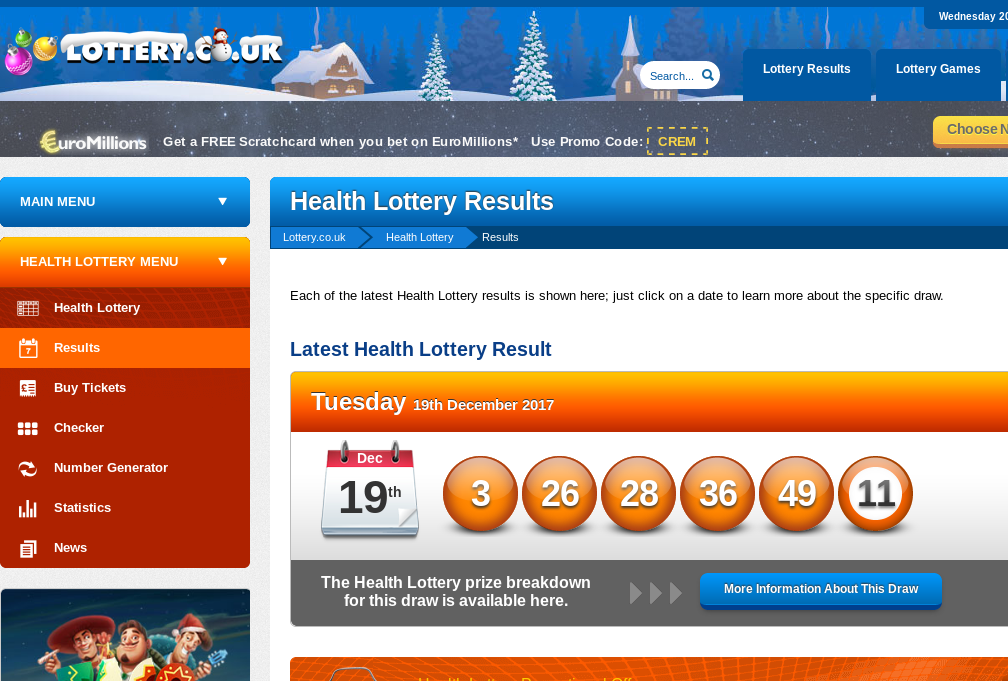 Wednesday 20
LOTTERY.CO.UK
Search...
Lottery Results
Lottery Games
EuroMillions
Get a FREE Scratchcard when you bet on EuroMillions* Use Promo Code: CREM
Choose N
MAIN MENU
HEALTH LOTTERY MENU
Health Lottery
Results
Buy Tickets
Checker
Number Generator
Statistics
News
Health Lottery Results
Lottery.co.uk
Health Lottery
Results
Each of the latest Health Lottery results is shown here; just click on a date to learn more about the specific draw.
Latest Health Lottery Result
Tuesday 19th December 2017
Dec
19th
3 26 28 36 49 11
The Health Lottery prize breakdown
for this draw is available here.
More Information About This Draw